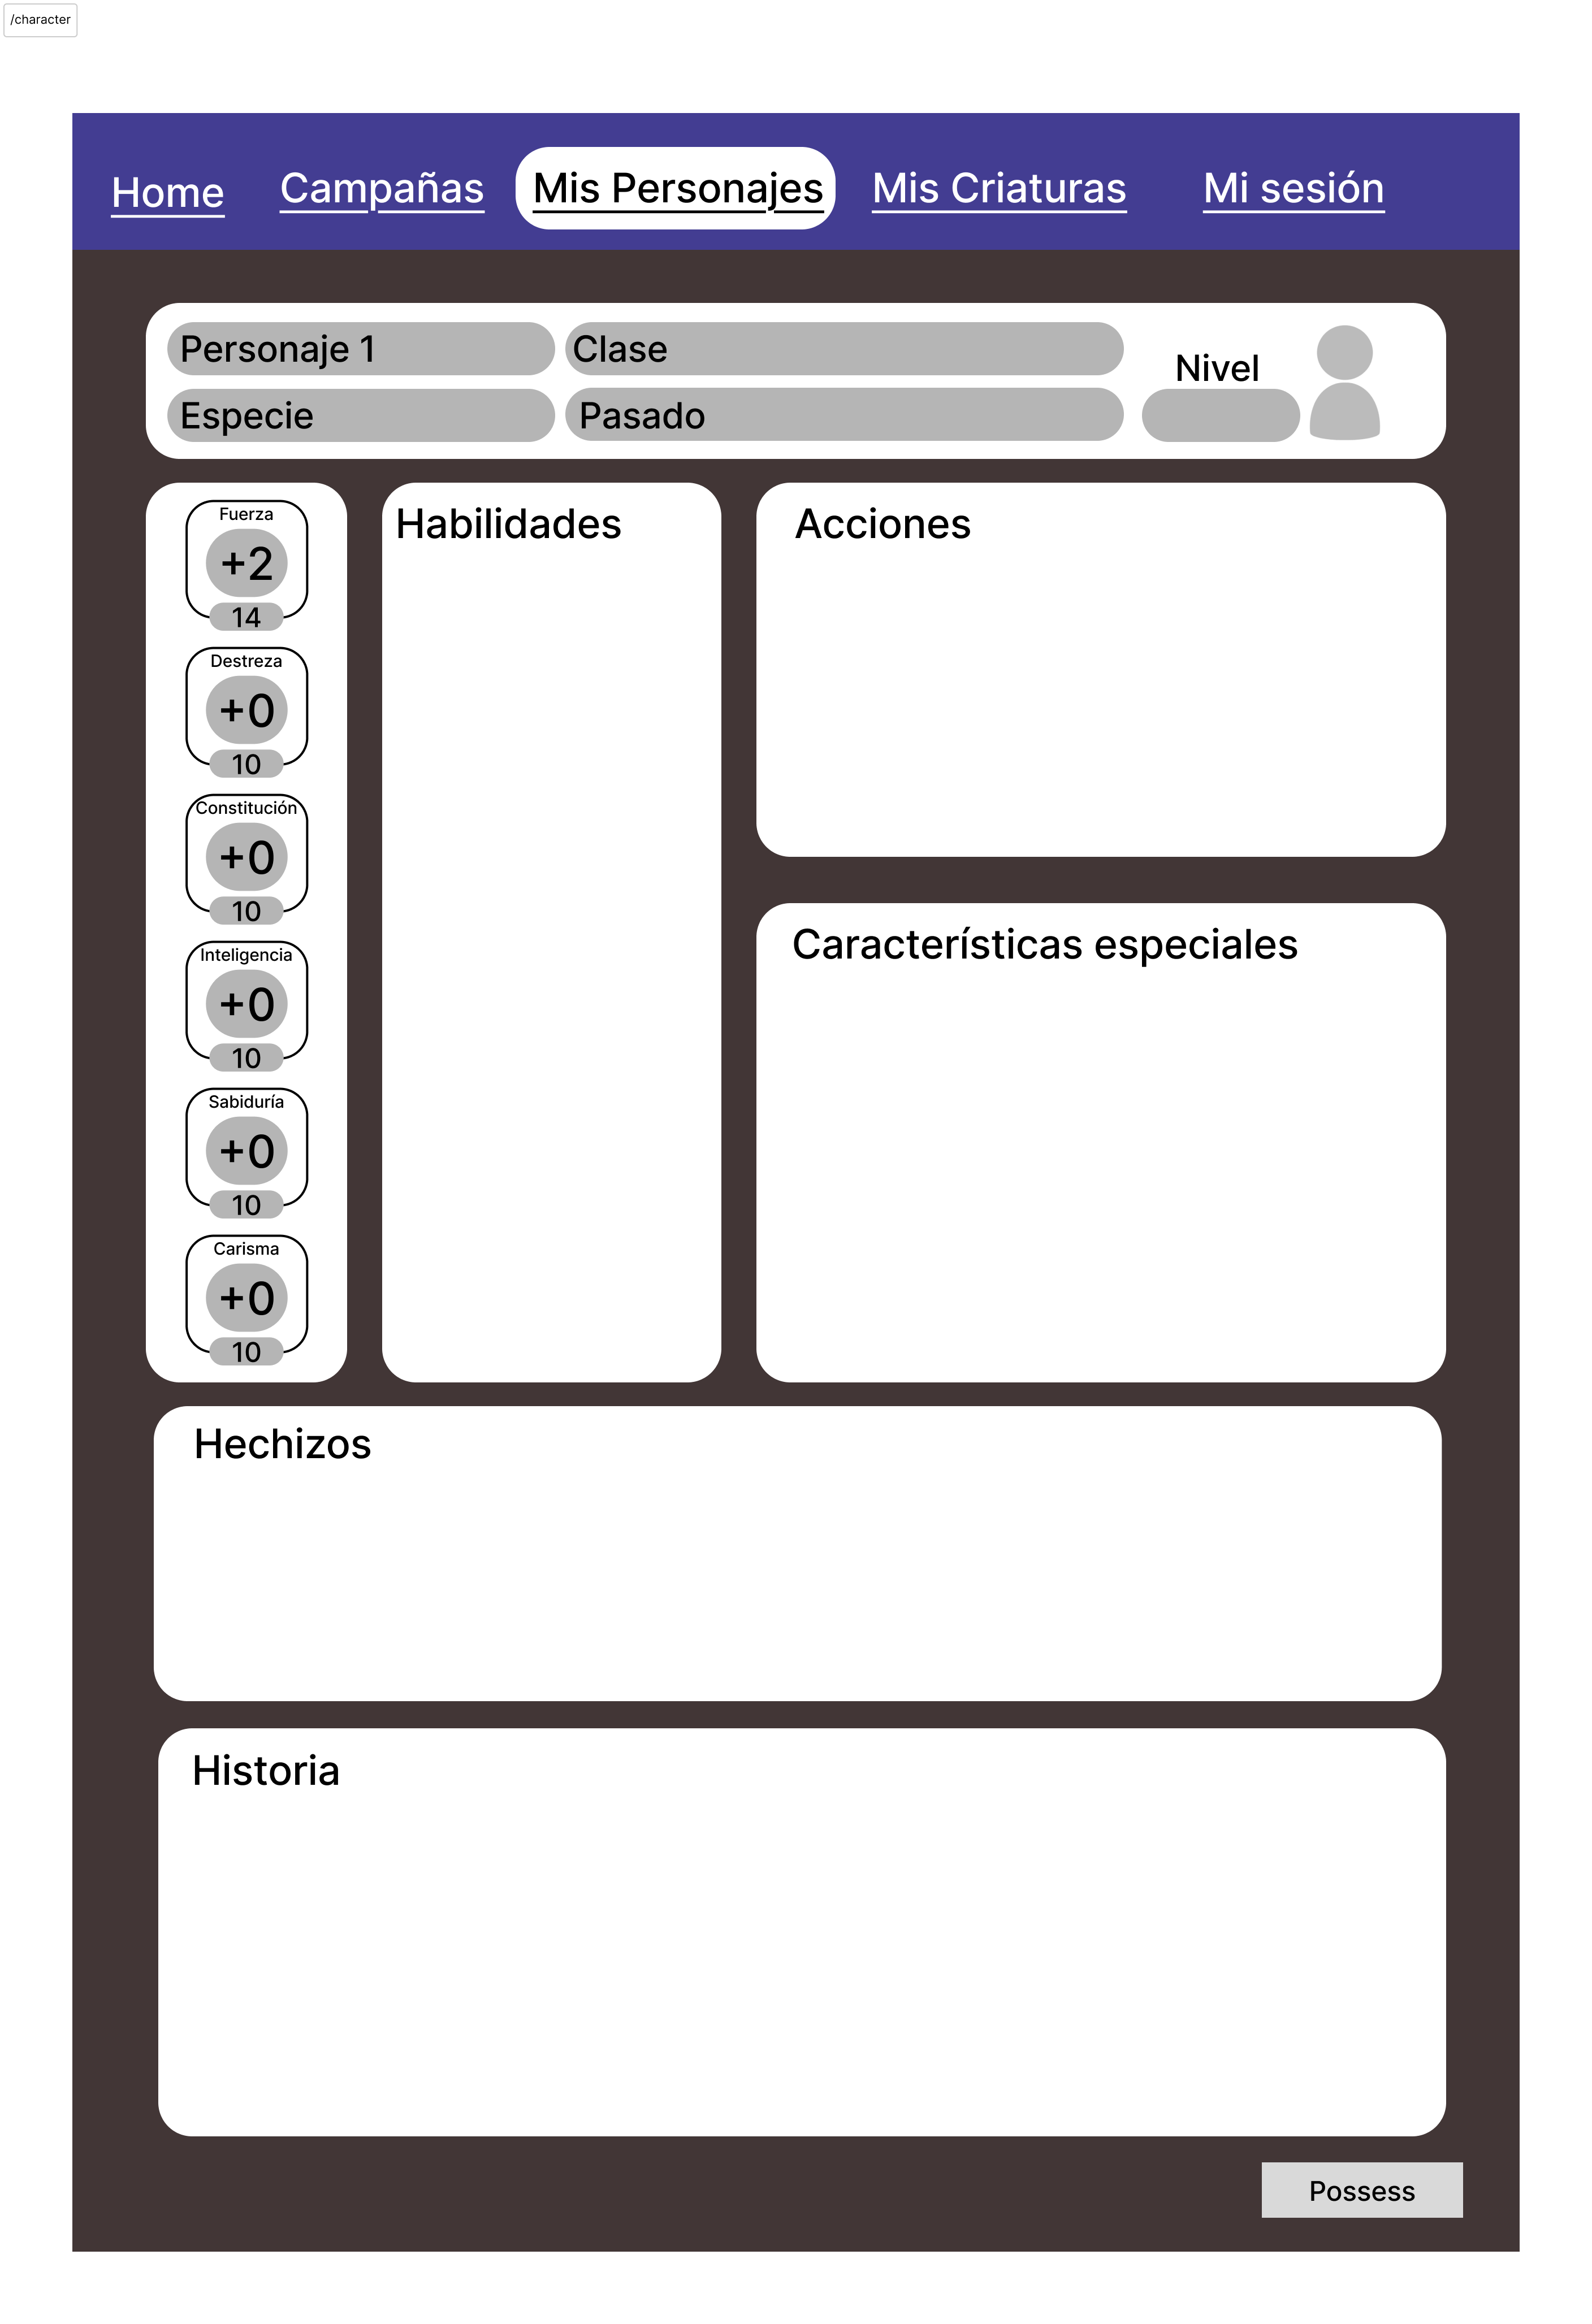 /character
Home
Campañas
Mis Personajes
Mis Criaturas
Mi sesión
Personaje 1
Clase
Especie
Pasado
Nivel
Fuerza
+2
14
Destreza
+0
10
Constitución
+0
10
Inteligencia
+0
10
Sabiduría
+0
10
Carisma
+0
10
Habilidades
Acciones
Características especiales
Hechizos
Historia
Possess